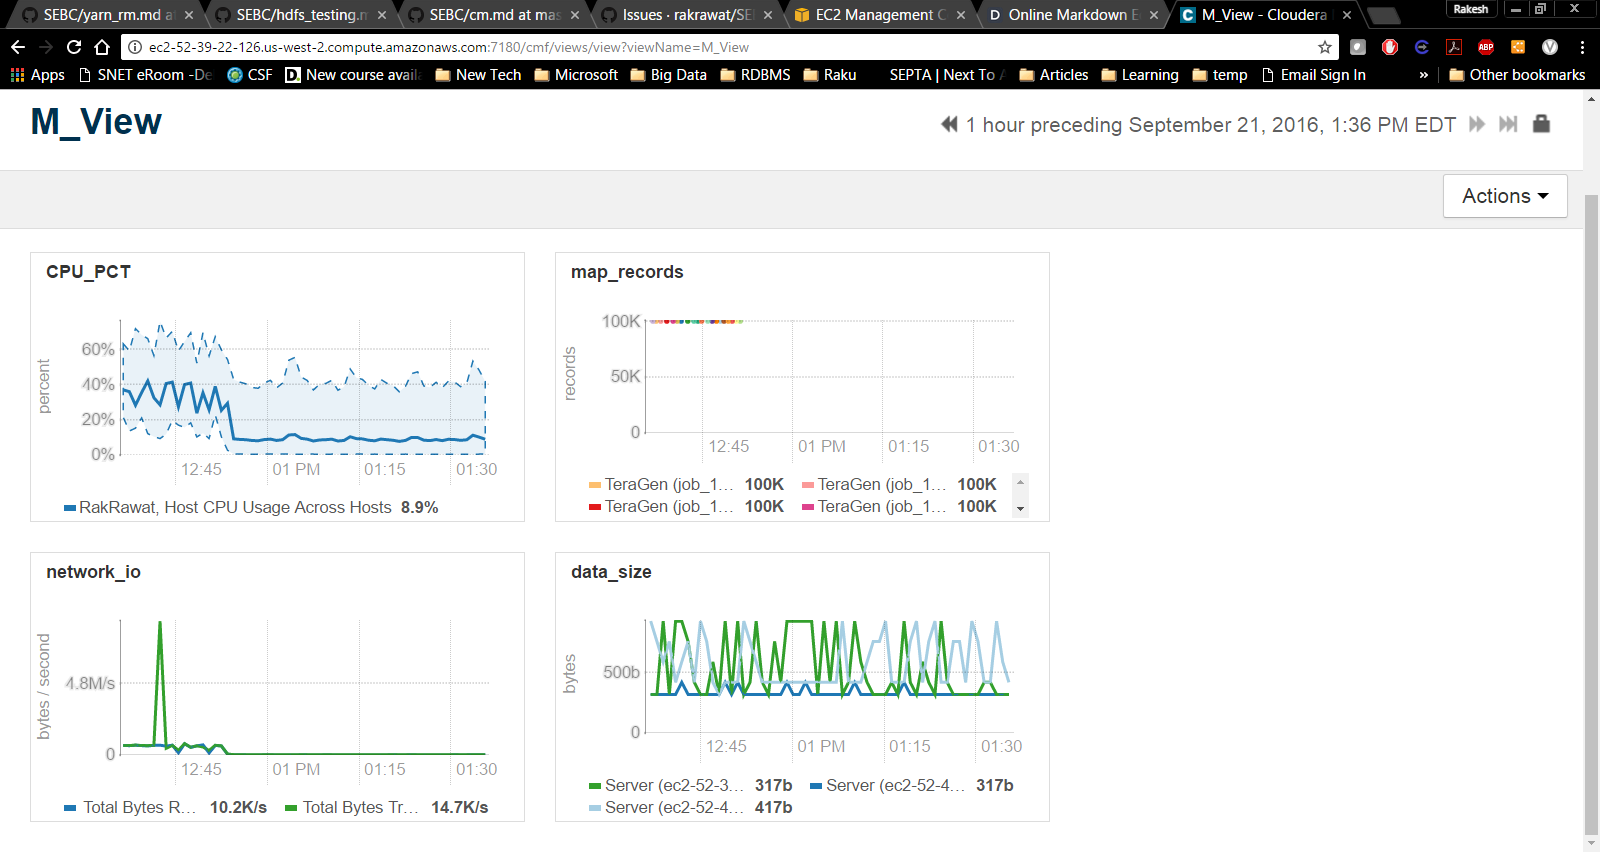 SEBC/yarn_rm.md at
SEBC/hdfs_testing.m
SEBC/cm.md at mas
Issues · rakrawat/SE
EC2 Management C
Online Markdown E
M_View - Cloudera
Rakesh
ec2-52-39-22-126.us-west-2.compute.amazonaws.com:7180/cmf/views/view?viewName=M_View
Apps
SNET eRoom -De
CSF
New course availa
New Tech
Microsoft
Big Data
RDBMS
Raku
SEPTA | Next To A
Articles
Learning
temp
Email Sign In
»
Other bookmarks
M_View
1 hour preceding September 21, 2016, 1:36 PM EDT
Actions
CPU_PCT
percent
60%
40%
20%
0%
12:45 01 PM 01:15 01:30
RakRawat, Host CPU Usage Across Hosts 8.9%
map_records
records
100K
50K
0
12:45 01 PM 01:15 01:30
TeraGen (job_1... 100K TeraGen (job_1... 100K
TeraGen (job_1... 100K TeraGen (job_1... 100K
network_io
bytes / second
4.8M/s
0
12:45 01 PM 01:15 01:30
Total Bytes R... 10.2K/s Total Bytes Tr... 14.7K/s
data_size
bytes
500b
0
12:45 01 PM 01:15 01:30
Server (ec2-52-3... 317b Server (ec2-52-4... 317b
Server (ec2-52-4... 417b